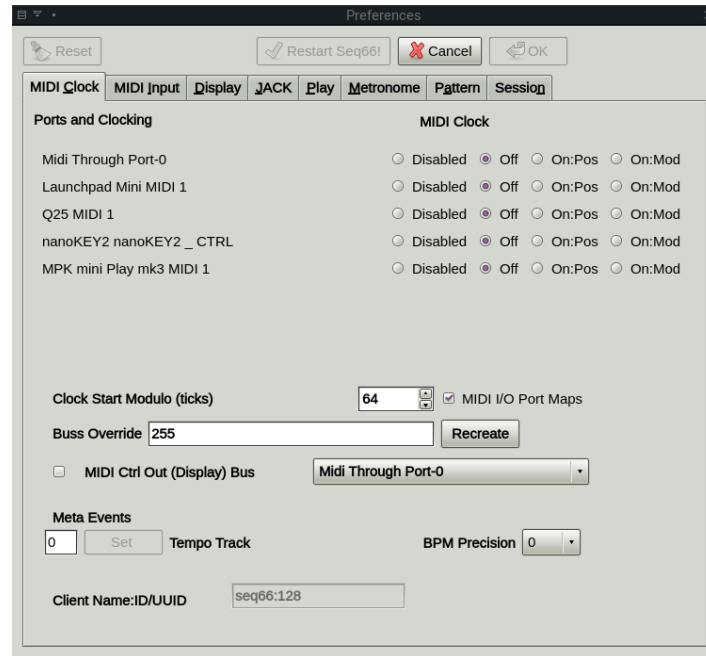 Preferences
Reset Restart Seq66! Cancel OK
MIDI Clock MIDI Input Display JACK Play Metronome Pattern Session
Ports and Clocking MIDI Clock
Midi Through Port-0 Disabled Off On:Pos On:Mod
Launchpad Mini MIDI 1 Disabled Off On:Pos On:Mod
Q25 MIDI 1 Disabled Off On:Pos On:Mod
nanoKEY2 nanoKEY2 _ CTRL Disabled Off On:Pos On:Mod
MPK mini Play mk3 MIDI 1 Disabled Off On:Pos On:Mod
Clock Start Modulo (ticks) 64 MIDI I/O Port Maps
Buss Override 255 Recreate
MIDI Ctrl Out (Display) Bus Midi Through Port-0
Meta Events
0 Set Tempo Track BPM Precision 0
Client Name:ID/UUID seq66:128